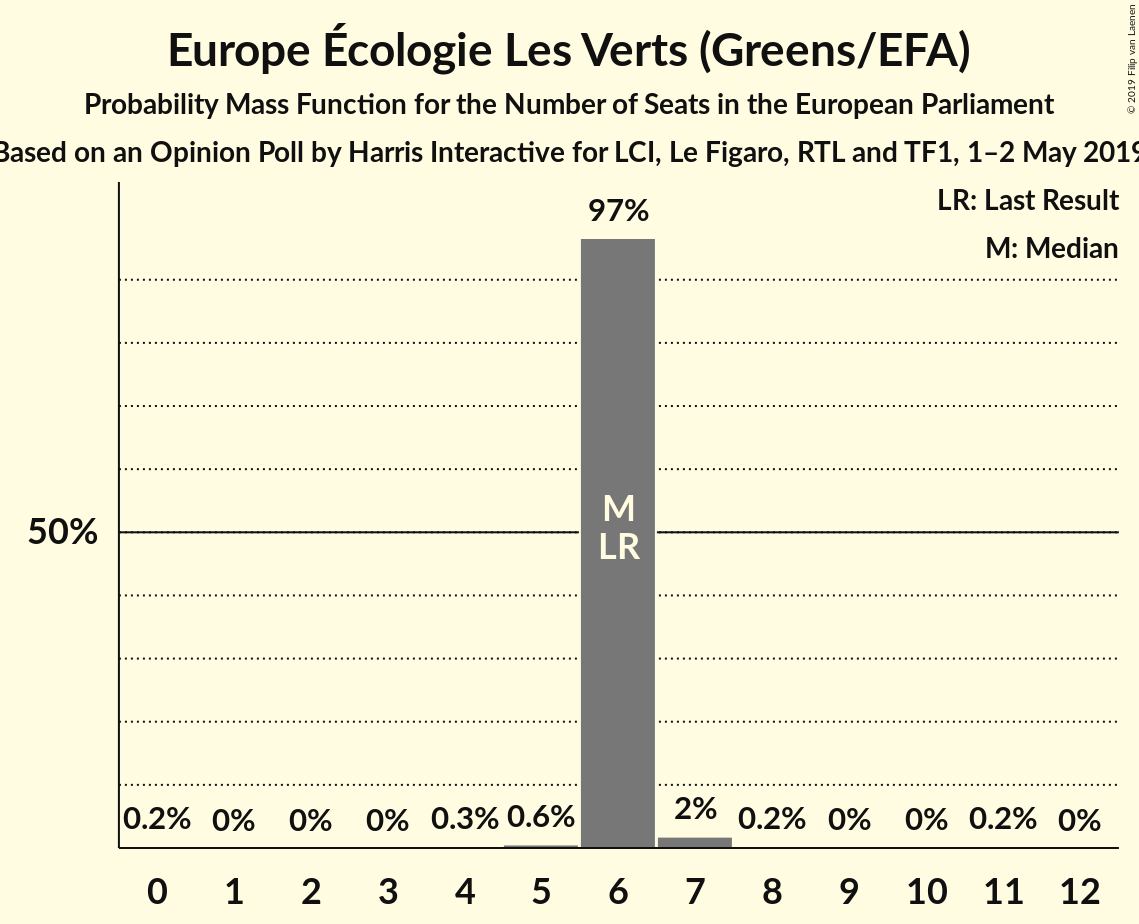 Europe Écologie Les Verts (Greens/EFA)
Probability Mass Function for the Number of Seats in the European Parliament
Based on an Opinion Poll by Harris Interactive for LCI, Le Figaro, RTL and TF1, 1–2 May 2019
© 2019 Filip van Laenen
LR: Last Result
M: Median
97%
M
LR
50%
0.2% 0% 0% 0% 0.3% 0.6% 2% 0.2% 0% 0% 0.2% 0%
0 1 2 3 4 5 6 7 8 9 10 11 12